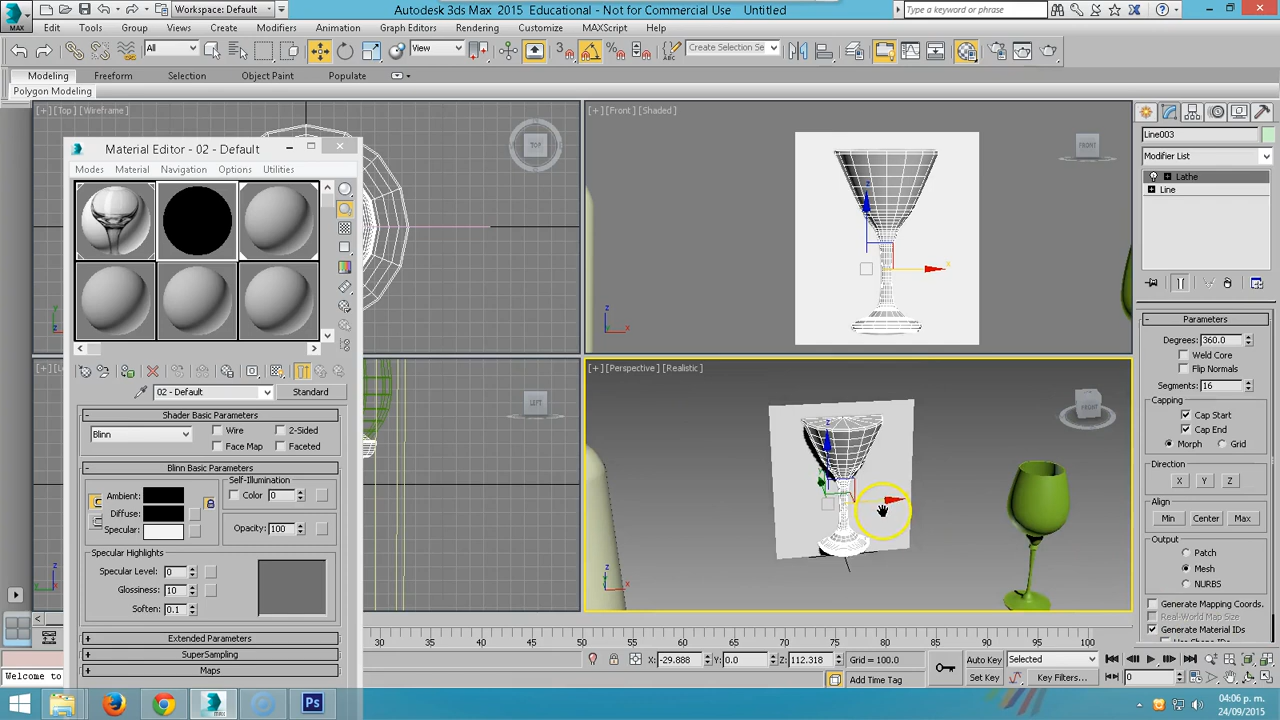 Workspace: Default
Autodesk 3ds Max 2015 Educational - Not for Commercial Use Untitled
Type a keyword or phrase
MAX
Edit Tools Group Views Create Modifiers Animation Graph Editors Rendering Customize MAXScript Help
All View Create Selection Se
Modeling Freeform Selection Object Paint Populate
Polygon Modeling
[+] [Top] [Wireframe]
TOP
[+] [Front] [Shaded]
FRONT
Line003
Modifier List
Lathe
Line
Material Editor - 02 - Default
Modes Material Navigation Options Utilities
02 - Default Standard
Shader Basic Parameters
Blinn Wire 2-Sided
Face Map Faceted
Blinn Basic Parameters
Ambient:
Diffuse:
Specular:
Self-Illumination
Color 0
Opacity: 100
Specular Highlights
Specular Level: 0
Glossiness: 10
Soften: 0.1
Extended Parameters
SuperSampling
Maps
LEFT
[+] [Perspective] [Realistic]
FRONT
Parameters
Degrees: 360.0
Weld Core
Flip Normals
Segments: 16
Capping
Cap Start
Cap End
Morph Grid
Direction
X Y Z
Align
Min Center Max
Output
Patch
Mesh
NURBS
Generate Mapping Coords.
Real-World Map Size
Generate Material IDs
30 35 40 45 50 55 60 65 70 75 80 85 90 95 100
X: -29.888 Y: 0.0 Z: 112.318 Grid = 100.0
Auto Key Selected
Welcome to
Add Time Tag
Set Key Key Filters... 0
04:06 p. m.
24/09/2015